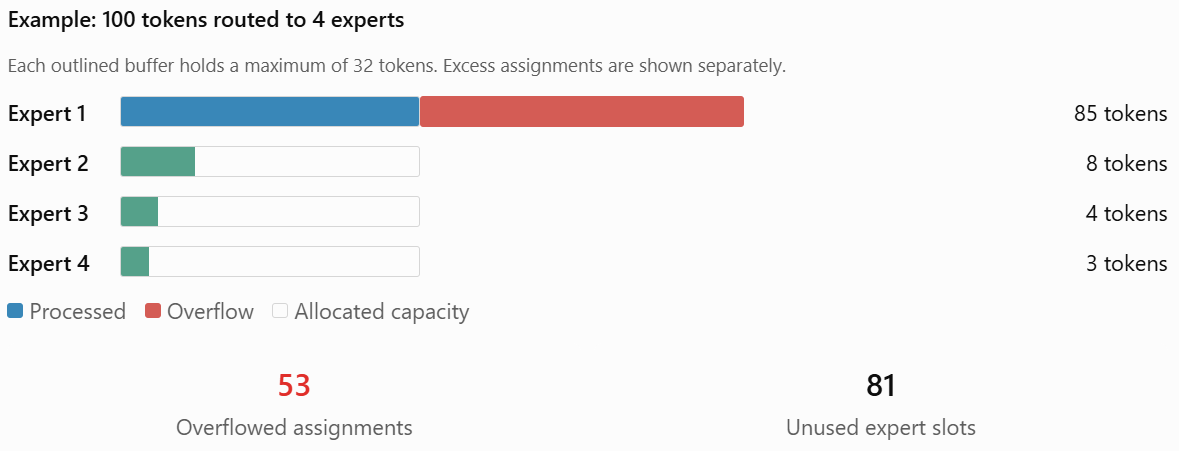 Example: 100 tokens routed to 4 experts
Each outlined buffer holds a maximum of 32 tokens. Excess assignments are shown separately.
Expert 1 85 tokens
Expert 2 8 tokens
Expert 3 4 tokens
Expert 4 3 tokens
Processed Overflow Allocated capacity
53 81
Overflowed assignments Unused expert slots